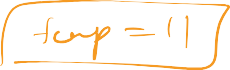 temp = 11